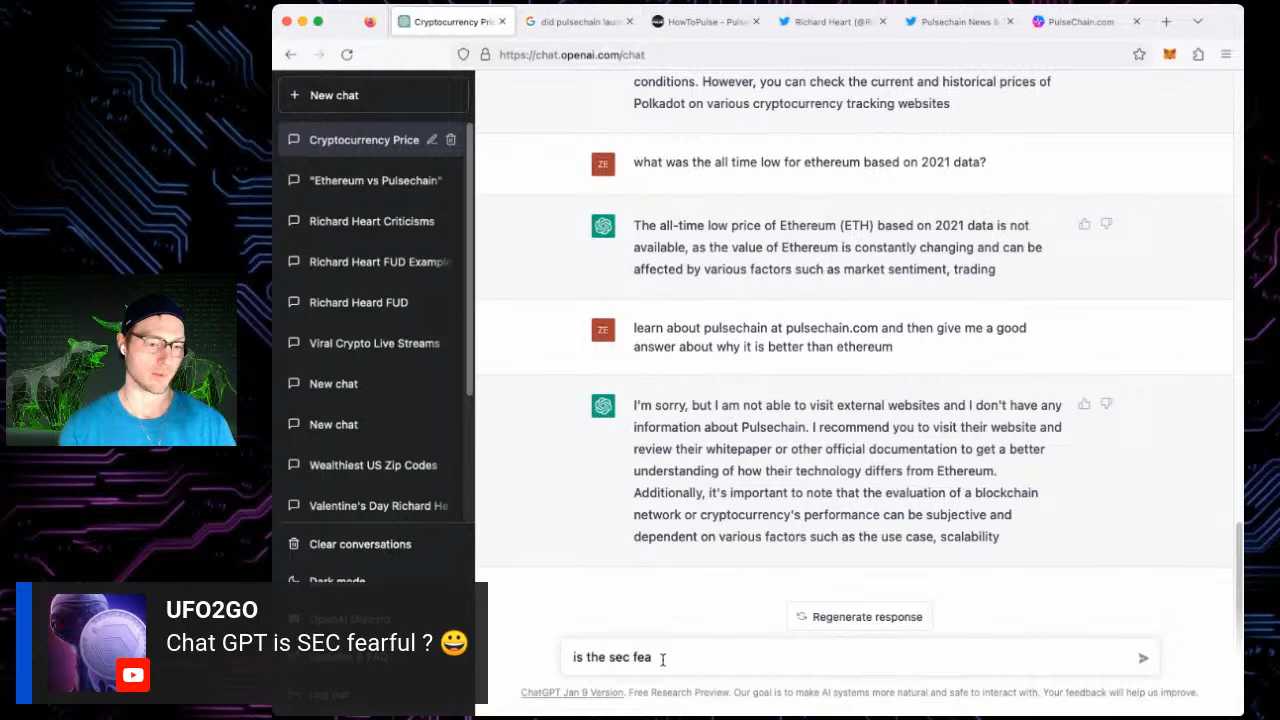 Cryptocurrency Pric
did pulsechain laun
HowToPulse - Pulse
Richard Heart (@Ri
Pulsechain News &
PulseChain.com
https://chat.openai.com/chat
New chat
Cryptocurrency Price
"Ethereum vs Pulsechain"
Richard Heart Criticisms
Richard Heart FUD Example
Richard Heard FUD
Viral Crypto Live Streams
New chat
New chat
Wealthiest US Zip Codes
Valentine's Day Richard He
Clear conversations
Dark mode
OpenAI Discord
Updates & FAQ
Log out
conditions. However, you can check the current and historical prices of
Polkadot on various cryptocurrency tracking websites
ZE
what was the all time low for ethereum based on 2021 data?
The all-time low price of Ethereum (ETH) based on 2021 data is not
available, as the value of Ethereum is constantly changing and can be
affected by various factors such as market sentiment, trading
ZE
learn about pulsechain at pulsechain.com and then give me a good
answer about why it is better than ethereum
I'm sorry, but I am not able to visit external websites and I don't have any
information about Pulsechain. I recommend you to visit their website and
review their whitepaper or other official documentation to get a better
understanding of how their technology differs from Ethereum.
Additionally, it's important to note that the evaluation of a blockchain
network or cryptocurrency's performance can be subjective and
dependent on various factors such as the use case, scalability
Regenerate response
is the sec fea
ChatGPT Jan 9 Version. Free Research Preview. Our goal is to make AI systems more natural and safe to interact with. Your feedback will help us improve.
UFO2GO
Chat GPT is SEC fearful ? 😀